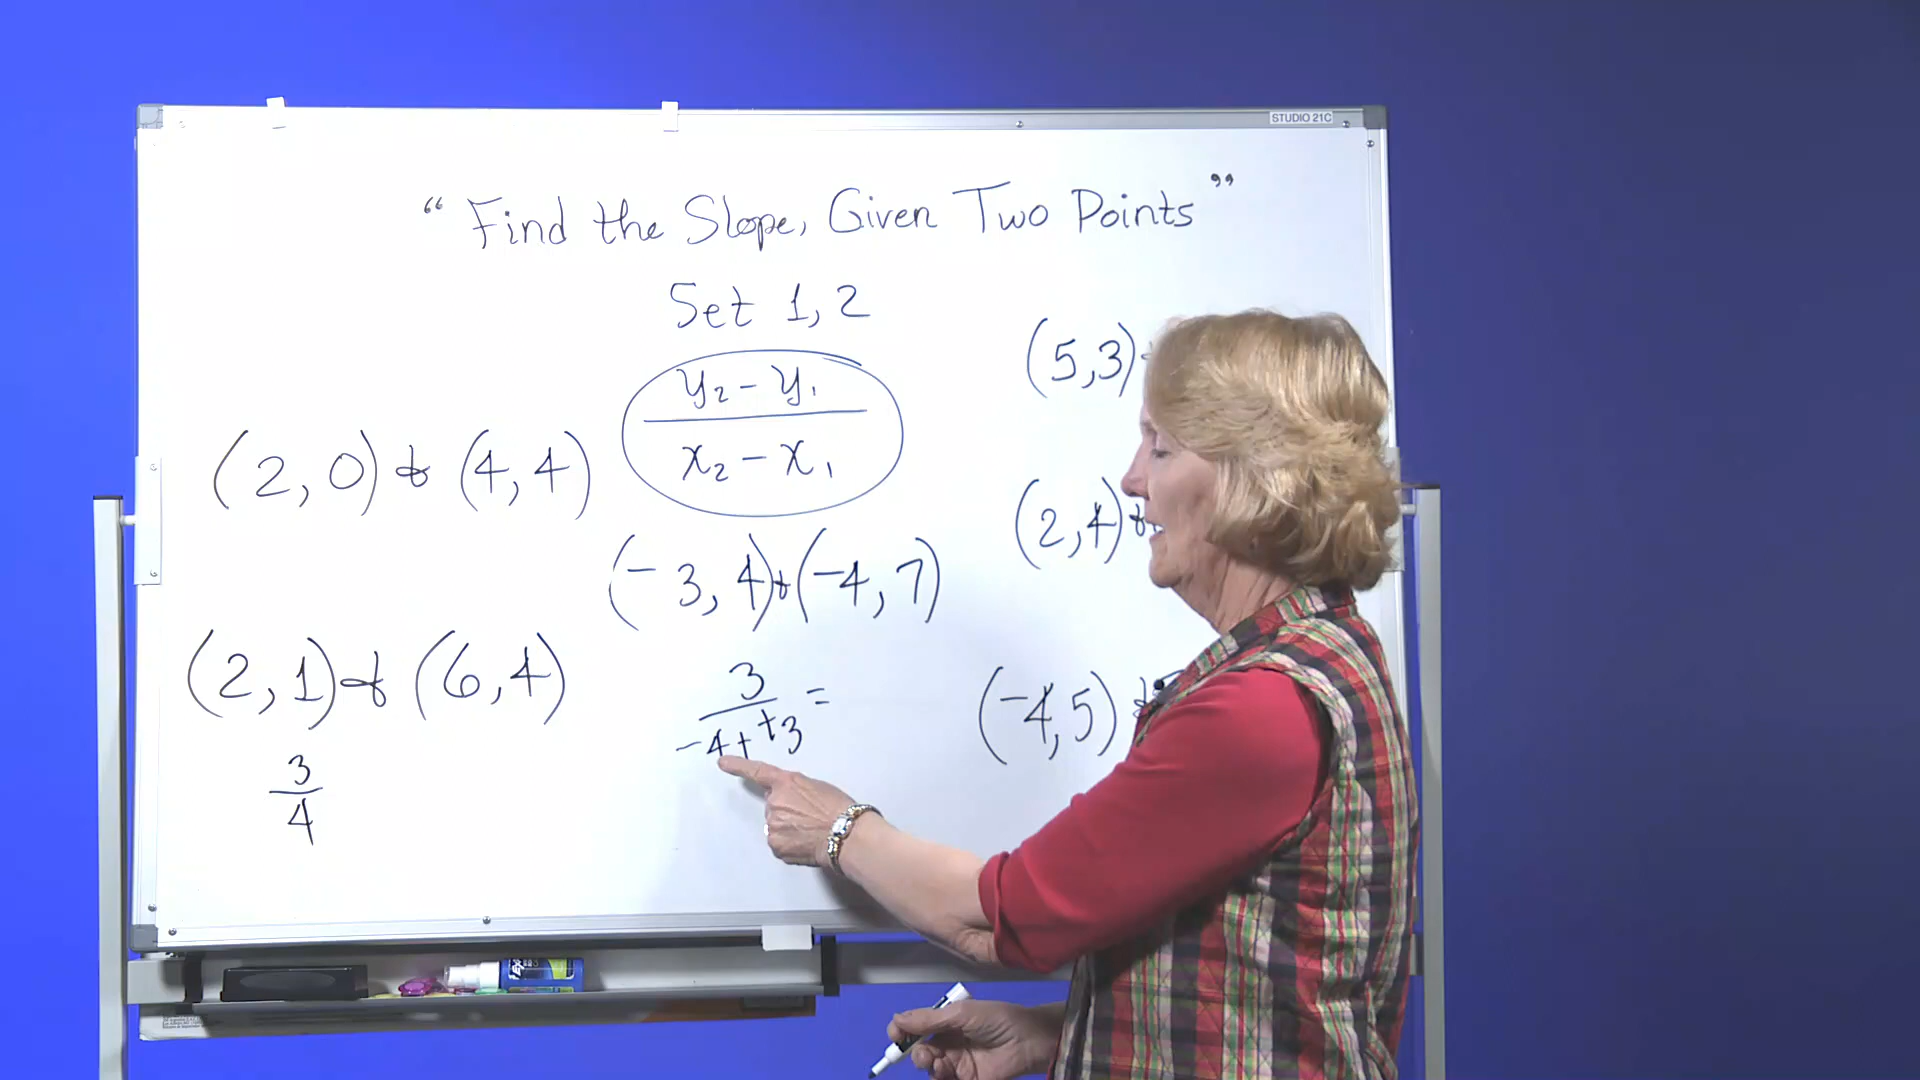 STUDIO 21C
“Find the Slope, Given Two Points”
Set 1, 2
y₂ - y₁
x₂ - x₁
(2, 0) & (4, 4)
(2, 1) & (6, 4)
3
4
(-3, 4) & (-4, 7)
3 =
-4 + +3
(5, 3)
(2, 4) &
(-4, 5) &